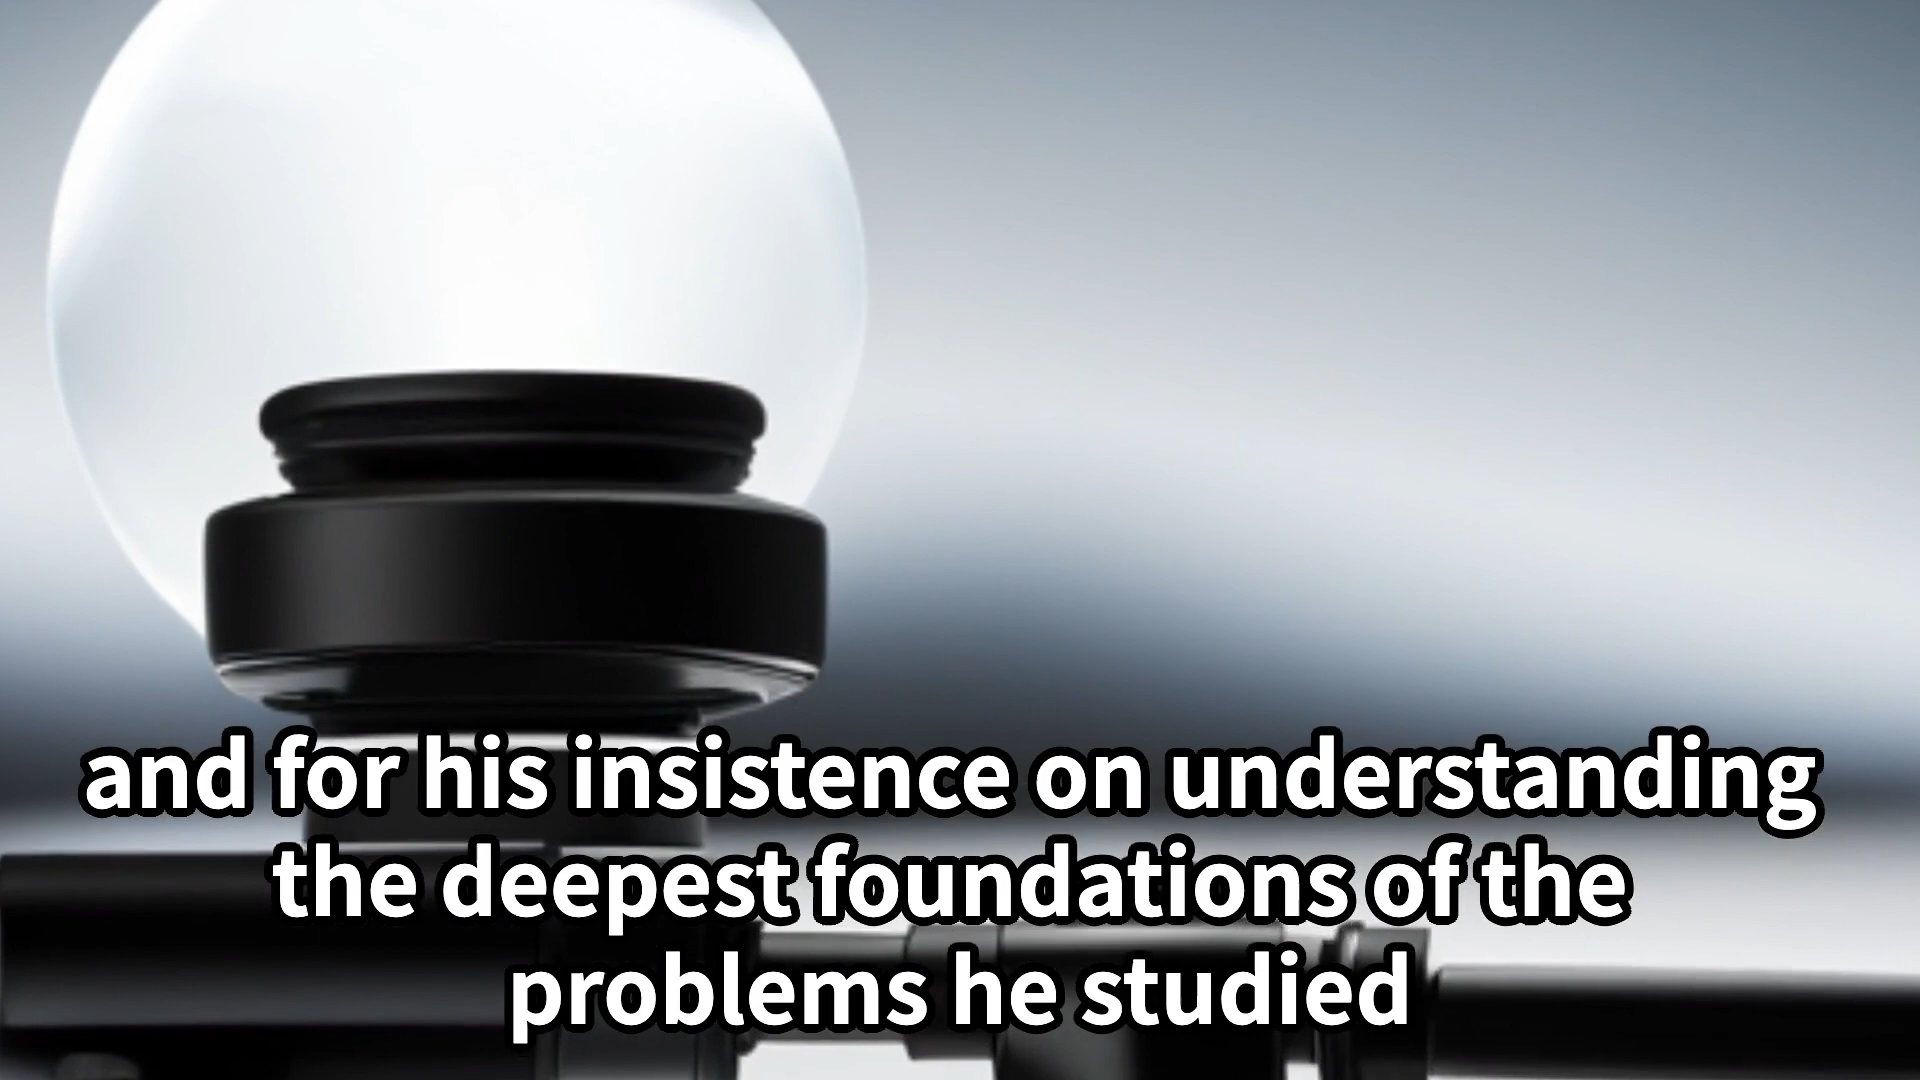 and for his insistence on understanding
the deepest foundations of the
problems he studied